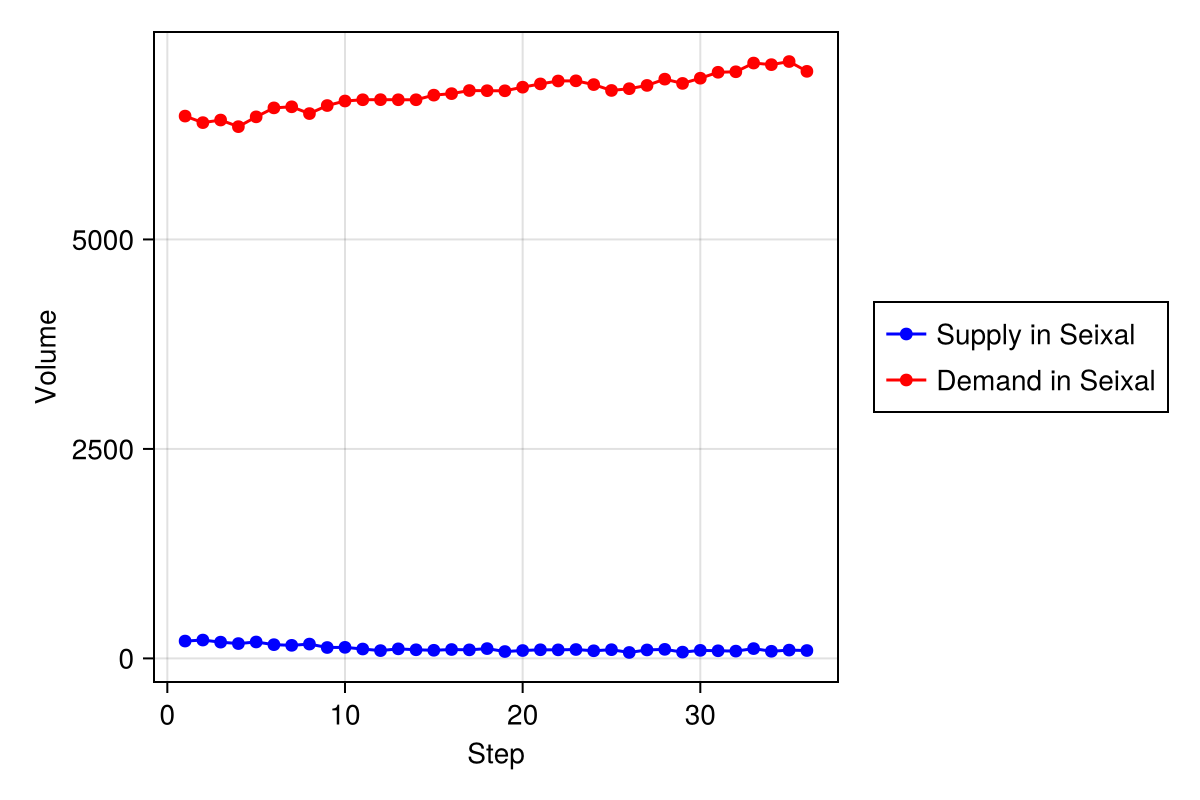 5000
2500
0
Volume
0 10 20 30
Step
Supply in Seixal
Demand in Seixal